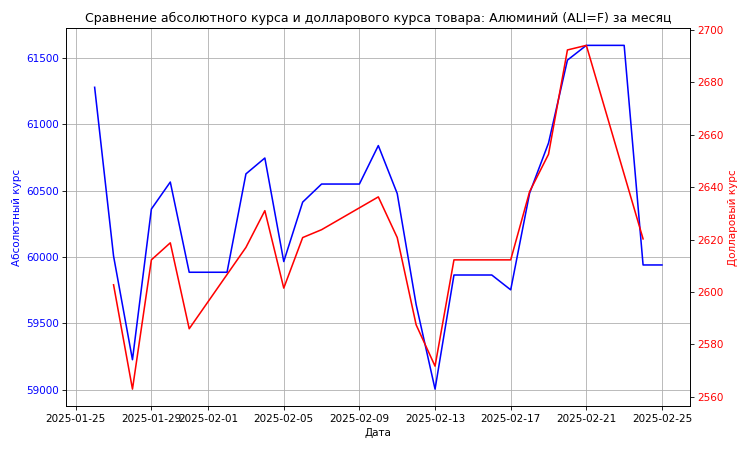 Сравнение абсолютного курса и долларового курса товара: Алюминий (ALI=F) за месяц
Абсолютный курс
61500
61000
60500
60000
59500
59000
2700
2680
2660
2640
2620
2600
2580
2560
Долларовый курс
2025-01-25 2025-01-29 2025-02-01 2025-02-05 2025-02-09 2025-02-13 2025-02-17 2025-02-21 2025-02-25
Дата